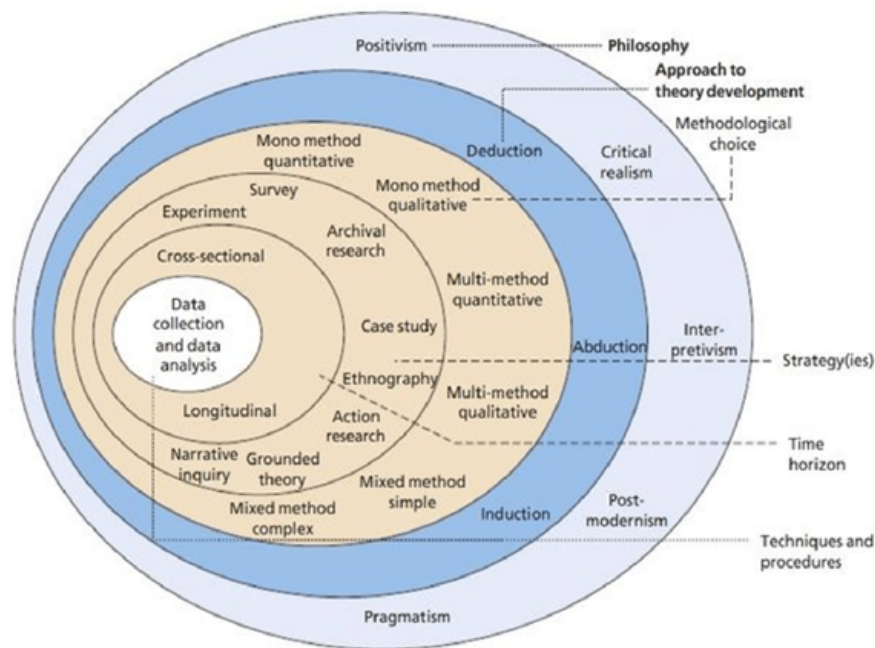 Positivism
Philosophy
Approach to
theory development
Methodological
choice
Mono method
quantitative
Deduction
Critical
realism
Mono method
qualitative
Survey
Experiment
Archival
research
Cross-sectional
Multi-method
quantitative
Data
collection
and data
analysis
Case study
Abduction
Inter-
pretivism
Strategy(ies)
Ethnography
Multi-method
qualitative
Longitudinal
Action
research
Time
horizon
Narrative
inquiry
Grounded
theory
Mixed method
simple
Mixed method
complex
Induction
Post-
modernism
Techniques and
procedures
Pragmatism